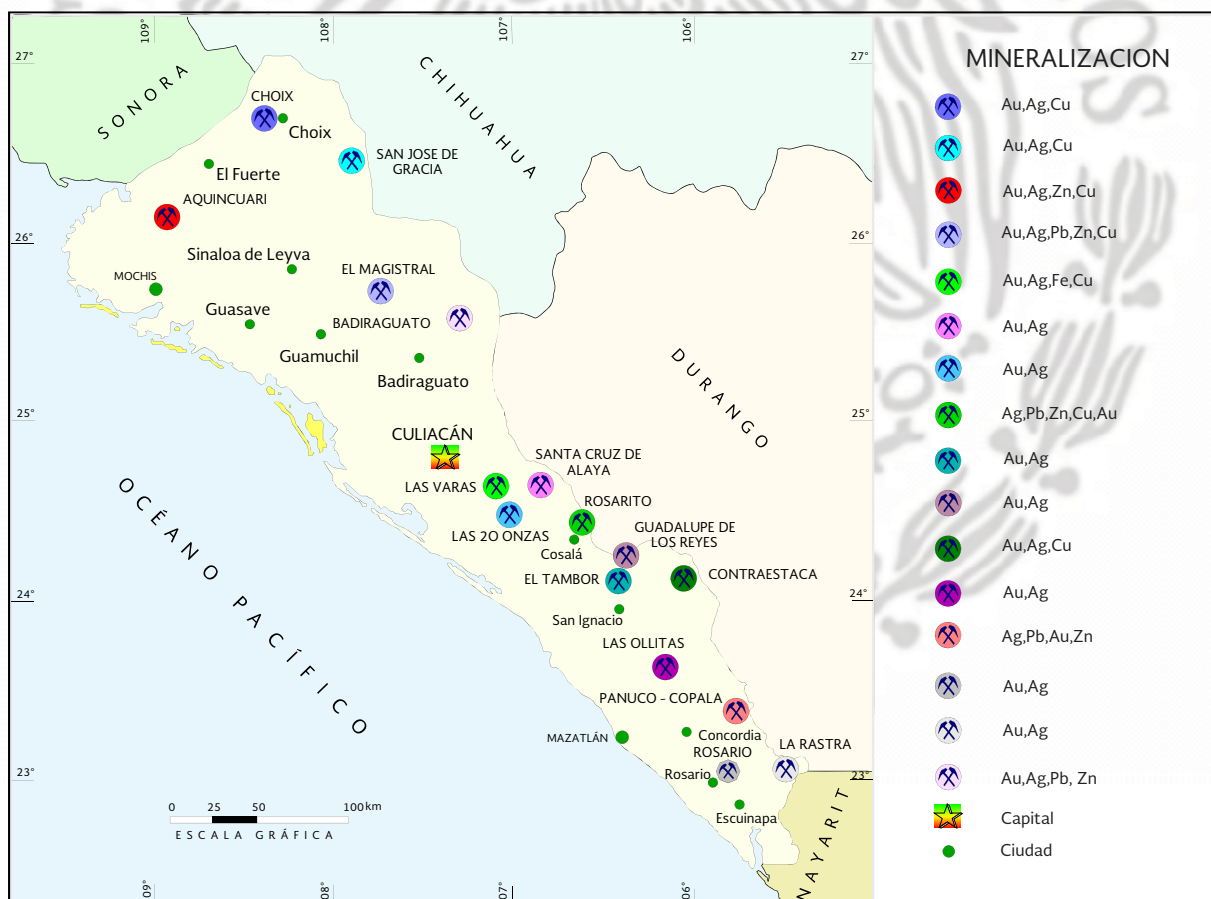 109°
108°
107°
106°
27°
27°
26°
26°
25°
25°
24°
24°
23°
23°
SONORA
CHIHUAHUA
DURANGO
NAYARIT
OCÉANO PACÍFICO
CHOIX
Choix
SAN JOSE DE
GRACIA
El Fuerte
AQUINCUARI
Sinaloa de Leyva
MOCHIS
EL MAGISTRAL
Guasave
BADIRAGUATO
Guamuchil
Badiraguato
CULIACÁN
SANTA CRUZ DE
ALAYA
LAS VARAS
ROSARITO
LAS 20 ONZAS
GUADALUPE DE
LOS REYES
Cosalá
EL TAMBOR
CONTRAESTACA
San Ignacio
LAS OLLITAS
PANUCO - COPALA
MAZATLÁN
Concordia
ROSARIO
LA RASTRA
Rosario
Escuinapa
0 25 50 100 km
ESCALA GRÁFICA
109°
108°
107°
106°
MINERALIZACION
Au,Ag,Cu
Au,Ag,Cu
Au,Ag,Zn,Cu
Au,Ag,Pb,Zn,Cu
Au,Ag,Fe,Cu
Au,Ag
Au,Ag
Ag,Pb,Zn,Cu,Au
Au,Ag
Au,Ag
Au,Ag,Cu
Au,Ag
Ag,Pb,Au,Zn
Au,Ag
Au,Ag
Au,Ag,Pb, Zn
Capital
Ciudad